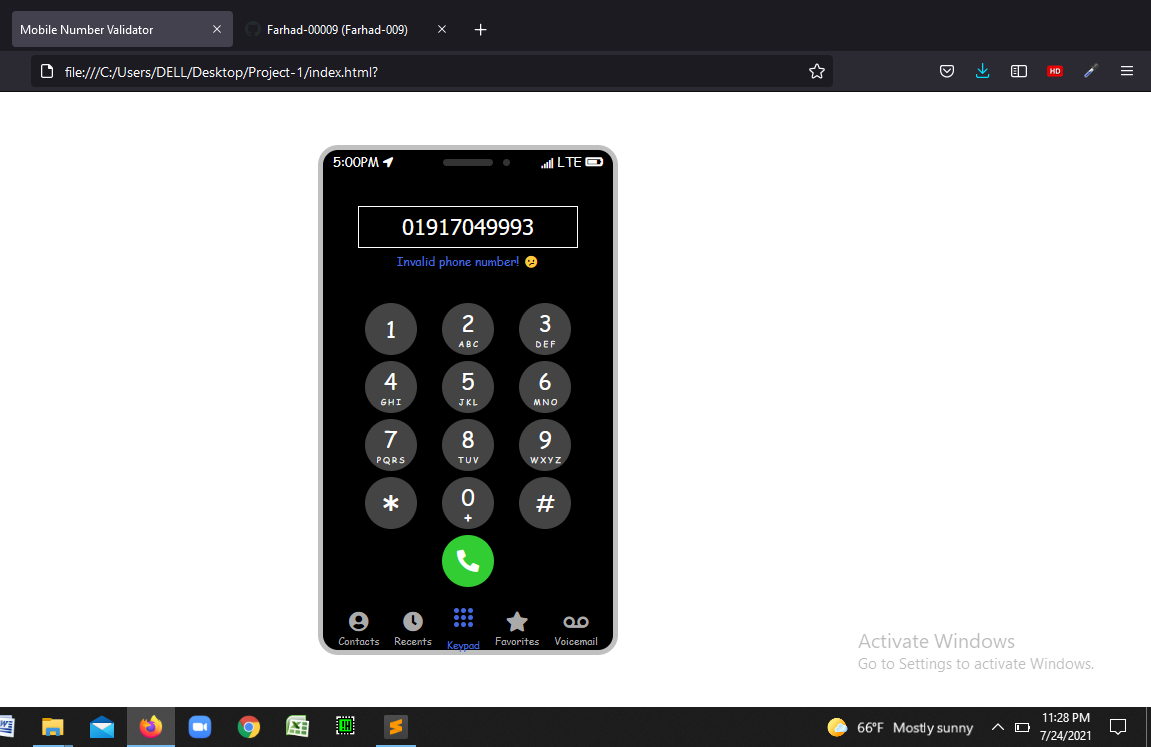 Mobile Number Validator
Farhad-00009 (Farhad-009)
file:///C:/Users/DELL/Desktop/Project-1/index.html?
HD
5:00PM LTE
01917049993
Invalid phone number! 😕
1 2 3
ABC DEF
4 5 6
GHI JKL MNO
7 8 9
PQRS TUV WXYZ
* 0 #
+
Contacts Recents Keypad Favorites Voicemail
Activate Windows
Go to Settings to activate Windows.
66°F Mostly sunny
11:28 PM
7/24/2021